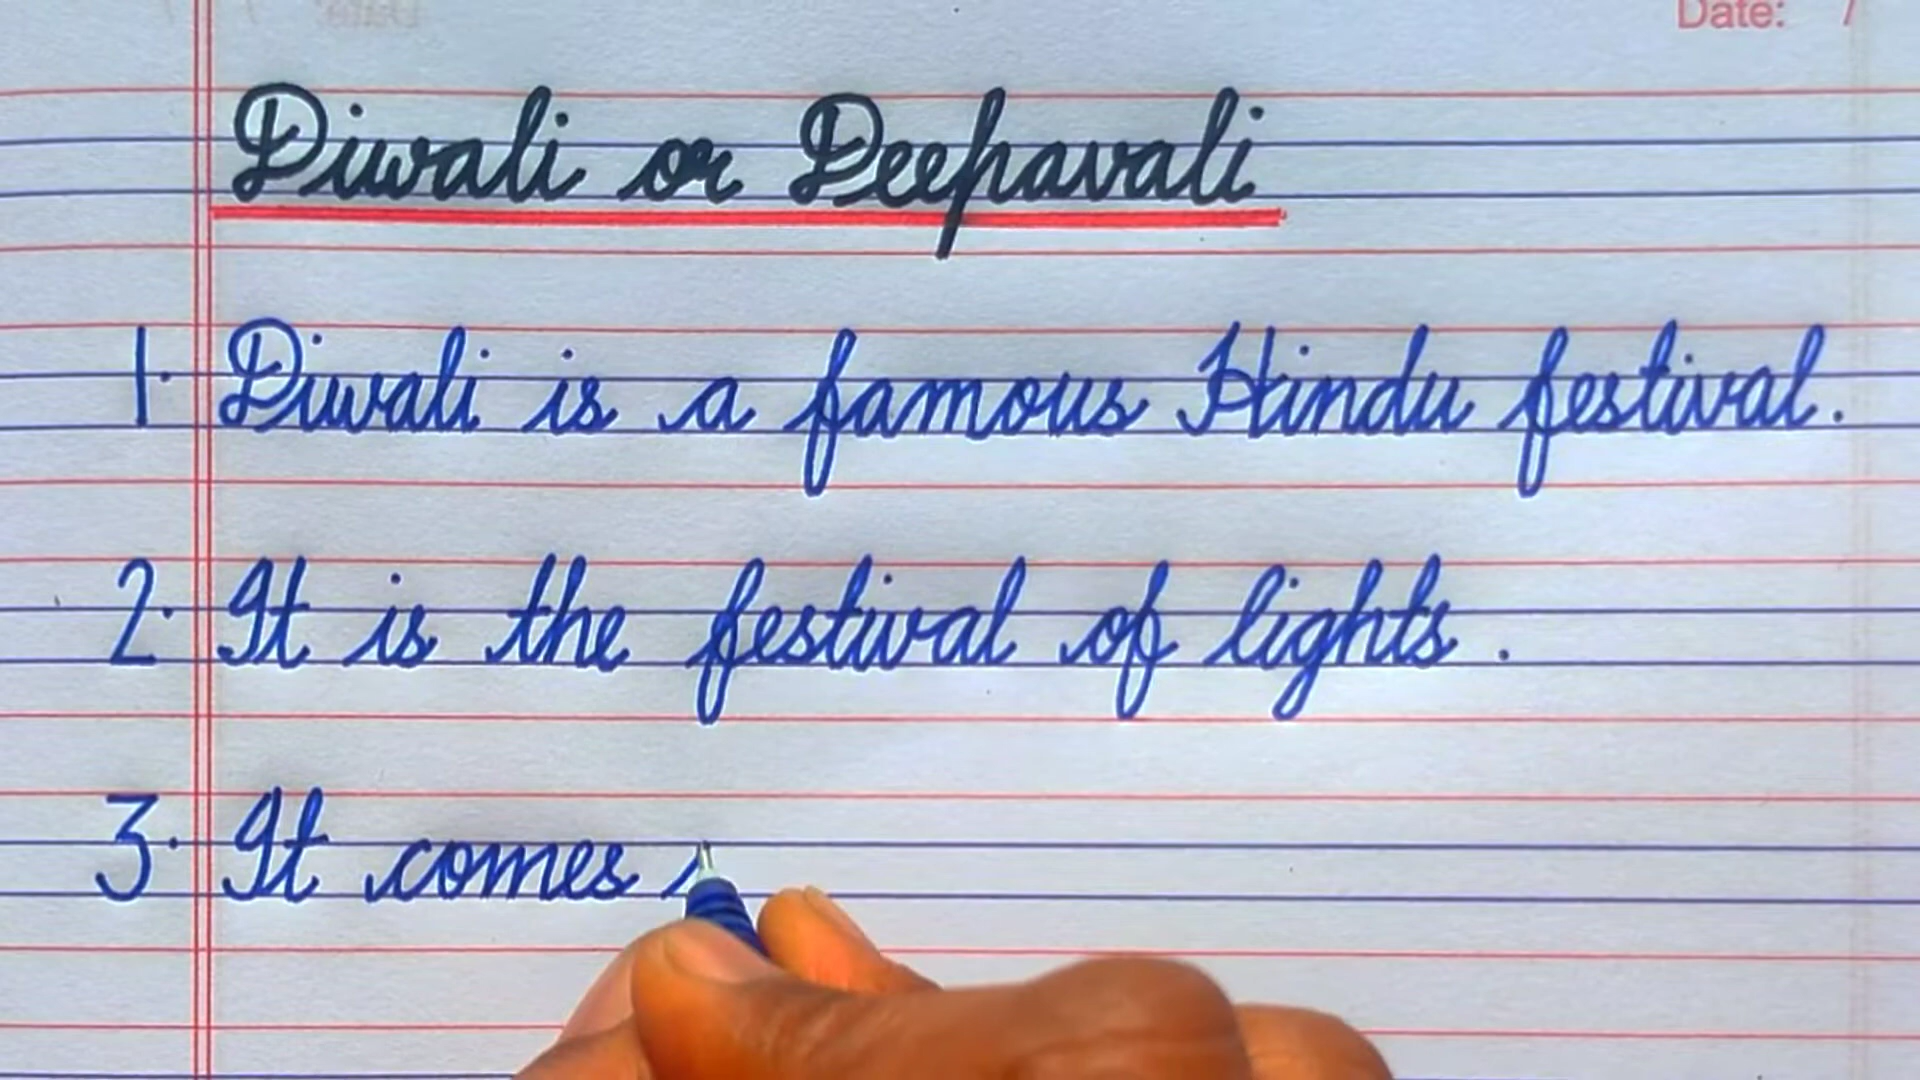 Date: /
Diwali or Deepavali
1. Diwali is a famous Hindu festival.
2. It is the festival of lights.
3. It comes